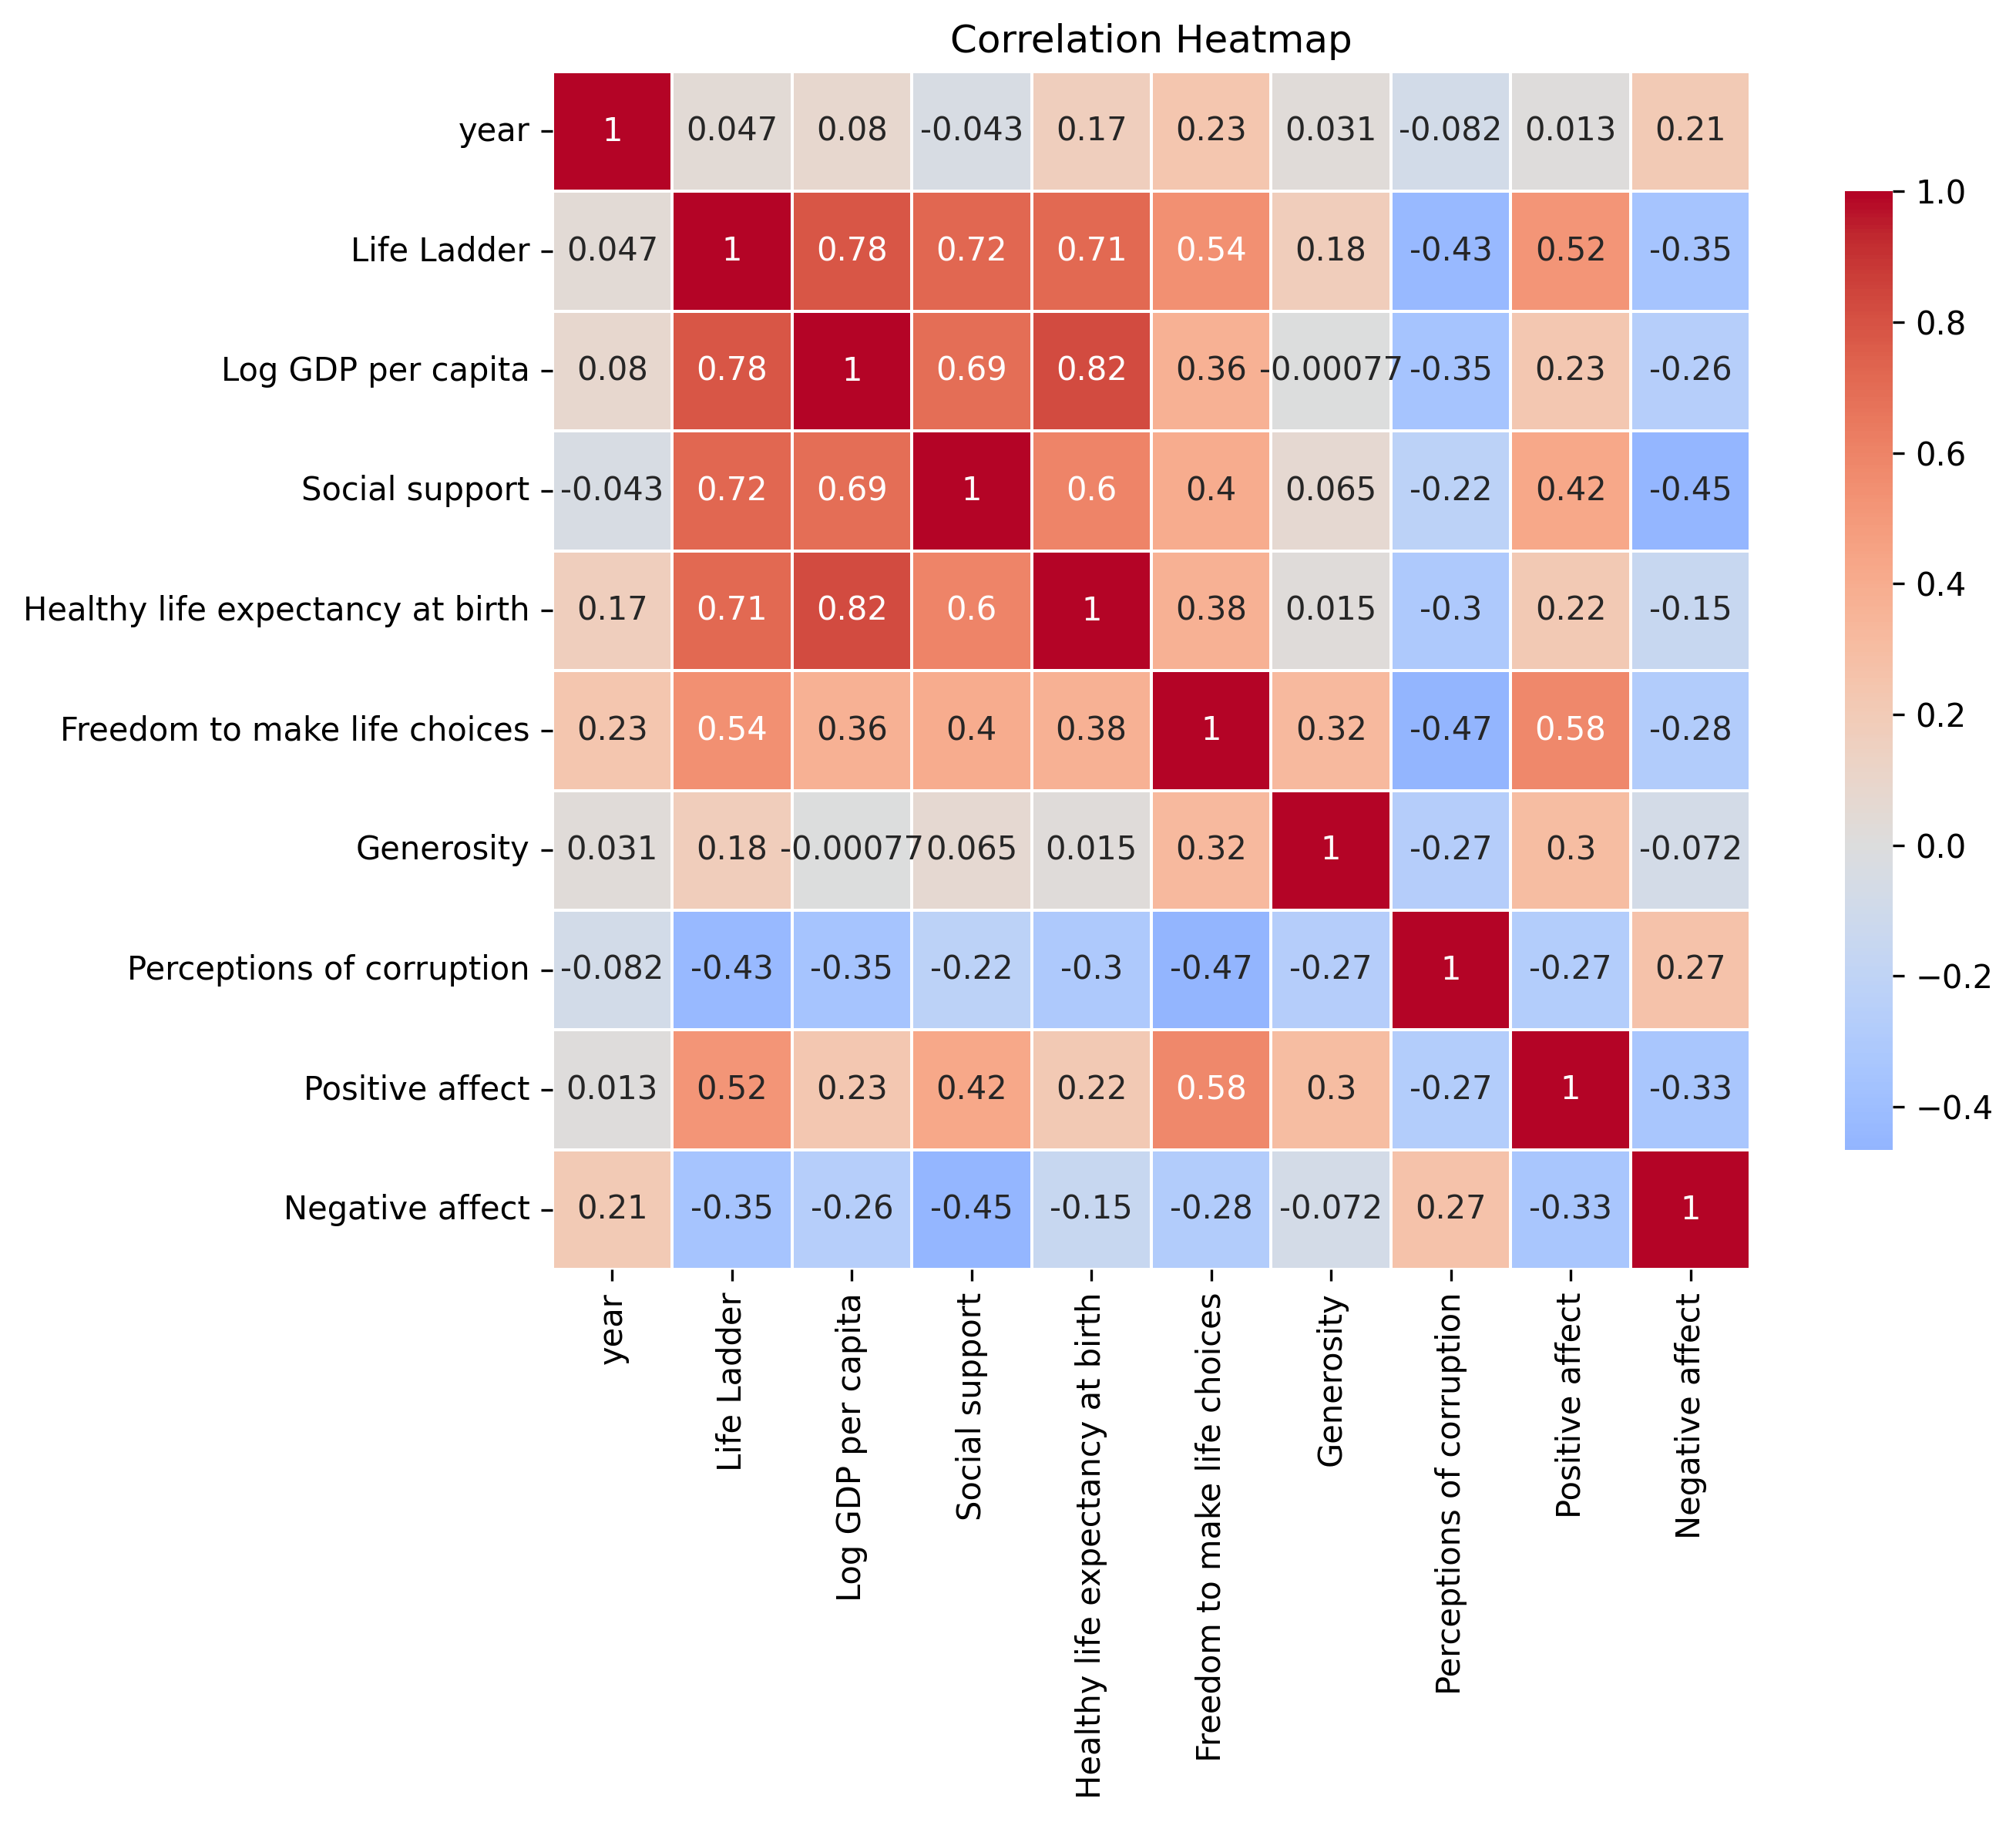 Correlation Heatmap
year 1 0.047 0.08 -0.043 0.17 0.23 0.031 -0.082 0.013 0.21
Life Ladder 0.047 1 0.78 0.72 0.71 0.54 0.18 -0.43 0.52 -0.35
Log GDP per capita 0.08 0.78 1 0.69 0.82 0.36 -0.00077 -0.35 0.23 -0.26
Social support -0.043 0.72 0.69 1 0.6 0.4 0.065 -0.22 0.42 -0.45
Healthy life expectancy at birth 0.17 0.71 0.82 0.6 1 0.38 0.015 -0.3 0.22 -0.15
Freedom to make life choices 0.23 0.54 0.36 0.4 0.38 1 0.32 -0.47 0.58 -0.28
Generosity 0.031 0.18 -0.00077 0.065 0.015 0.32 1 -0.27 0.3 -0.072
Perceptions of corruption -0.082 -0.43 -0.35 -0.22 -0.3 -0.47 -0.27 1 -0.27 0.27
Positive affect 0.013 0.52 0.23 0.42 0.22 0.58 0.3 -0.27 1 -0.33
Negative affect 0.21 -0.35 -0.26 -0.45 -0.15 -0.28 -0.072 0.27 -0.33 1
year
Life Ladder
Log GDP per capita
Social support
Healthy life expectancy at birth
Freedom to make life choices
Generosity
Perceptions of corruption
Positive affect
Negative affect
1.0
0.8
0.6
0.4
0.2
0.0
−0.2
−0.4